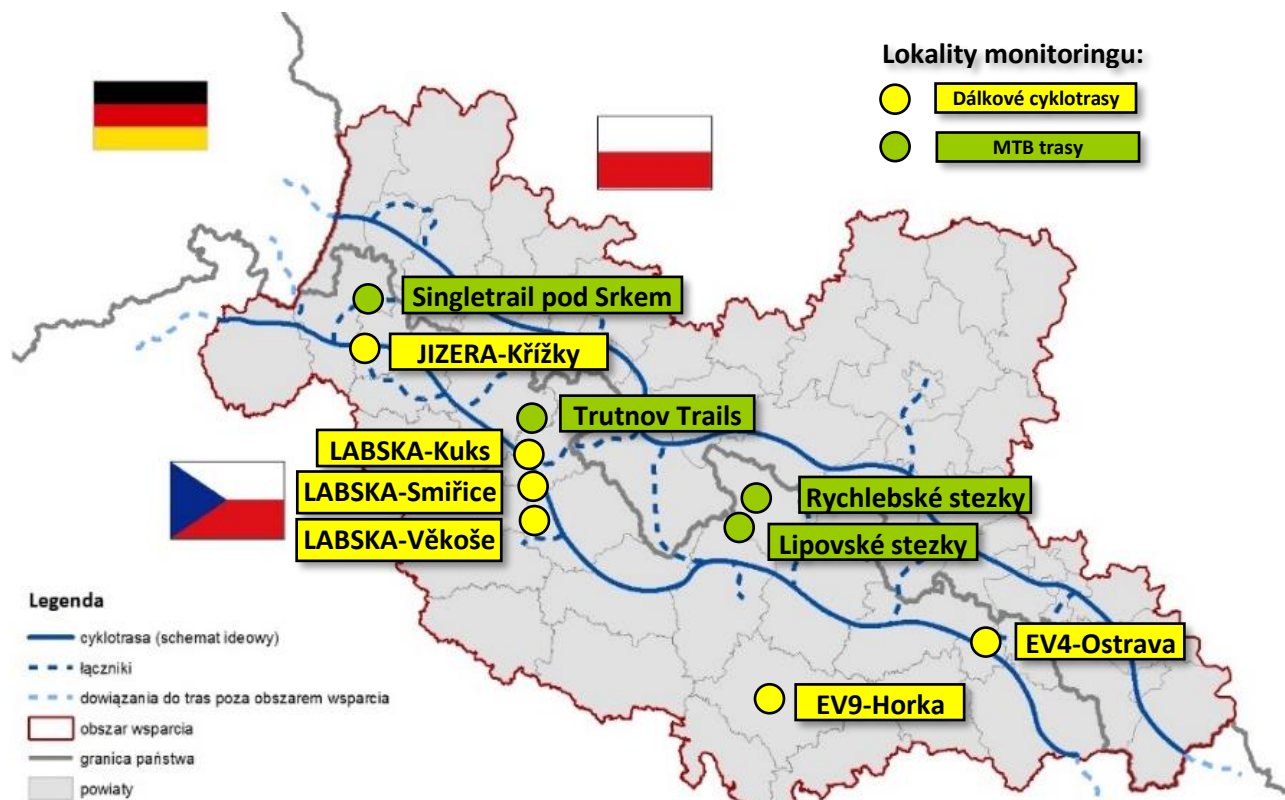 Lokality monitoringu:
Dálkové cyklotrasy
MTB trasy
Singletrail pod Srkem
JIZERA-Křížky
Trutnov Trails
LABSKA-Kuks
LABSKA-Smiřice
LABSKA-Věkoše
Rychlebské stezky
Lipovské stezky
EV4-Ostrava
EV9-Horka
Legenda
cyklotrasa (schemat ideowy)
łączniki
dowiązania do tras poza obszarem wsparcia
obszar wsparcia
granica państwa
powiaty